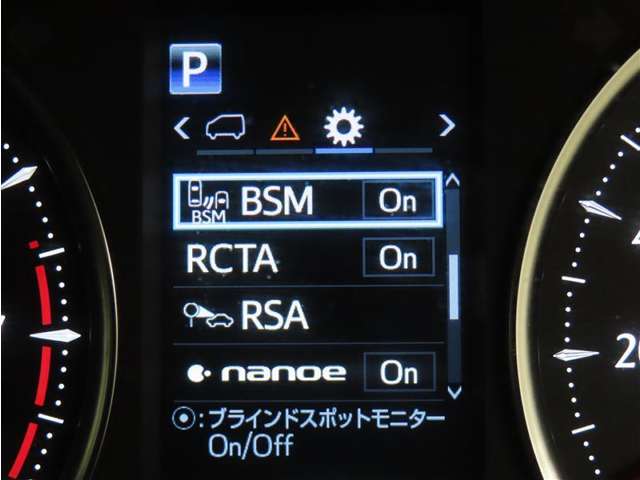 P
BSM BSM On
RCTA On
RSA
nanoe On
⦿:ブラインドスポットモニター
On/Off
20